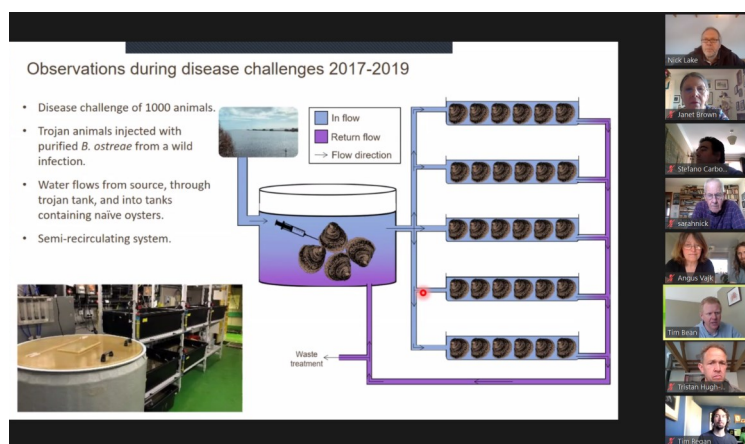 Observations during disease challenges 2017-2019
• Disease challenge of 1000 animals.
• Trojan animals injected with
purified B. ostreae from a wild
infection.
• Water flows from source, through
trojan tank, and into tanks
containing naïve oysters.
• Semi-recirculating system.
In flow
Return flow
Flow direction
Waste
treatment
Nick Lake
Janet Brown
Stefano Carbo...
sarahnick
Angus Vajk
Tim Bean
Tristan Hugh-...
Tim Regan